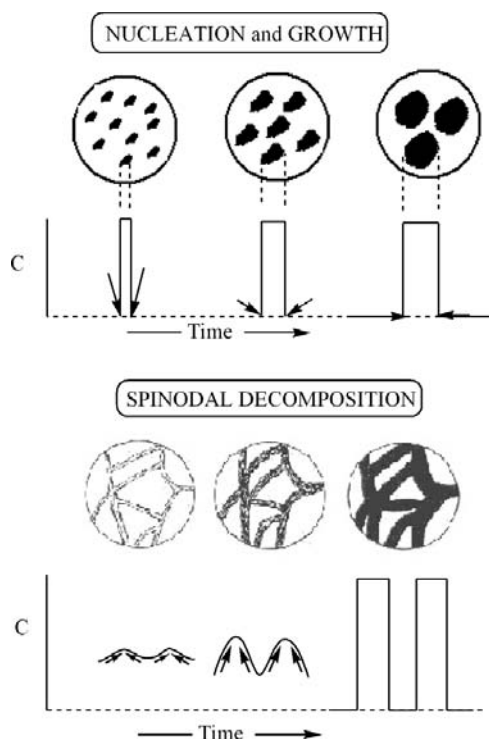 NUCLEATION and GROWTH
C
Time
SPINODAL DECOMPOSITION
C
Time